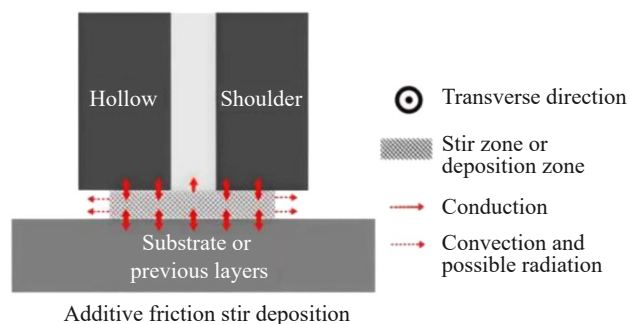 Hollow
Shoulder
Substrate or
previous layers
Additive friction stir deposition
Transverse direction
Stir zone or
deposition zone
Conduction
Convection and
possible radiation